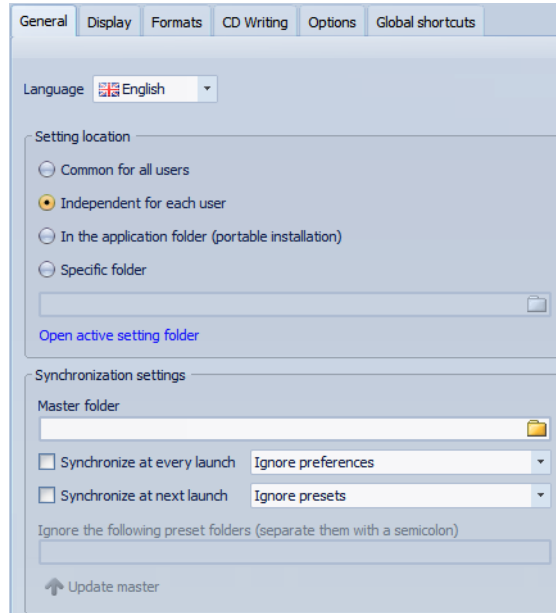 General Display Formats CD Writing Options Global shortcuts
Language English
Setting location
Common for all users
Independent for each user
In the application folder (portable installation)
Specific folder
Open active setting folder
Synchronization settings
Master folder
Synchronize at every launch Ignore preferences
Synchronize at next launch Ignore presets
Ignore the following preset folders (separate them with a semicolon)
Update master